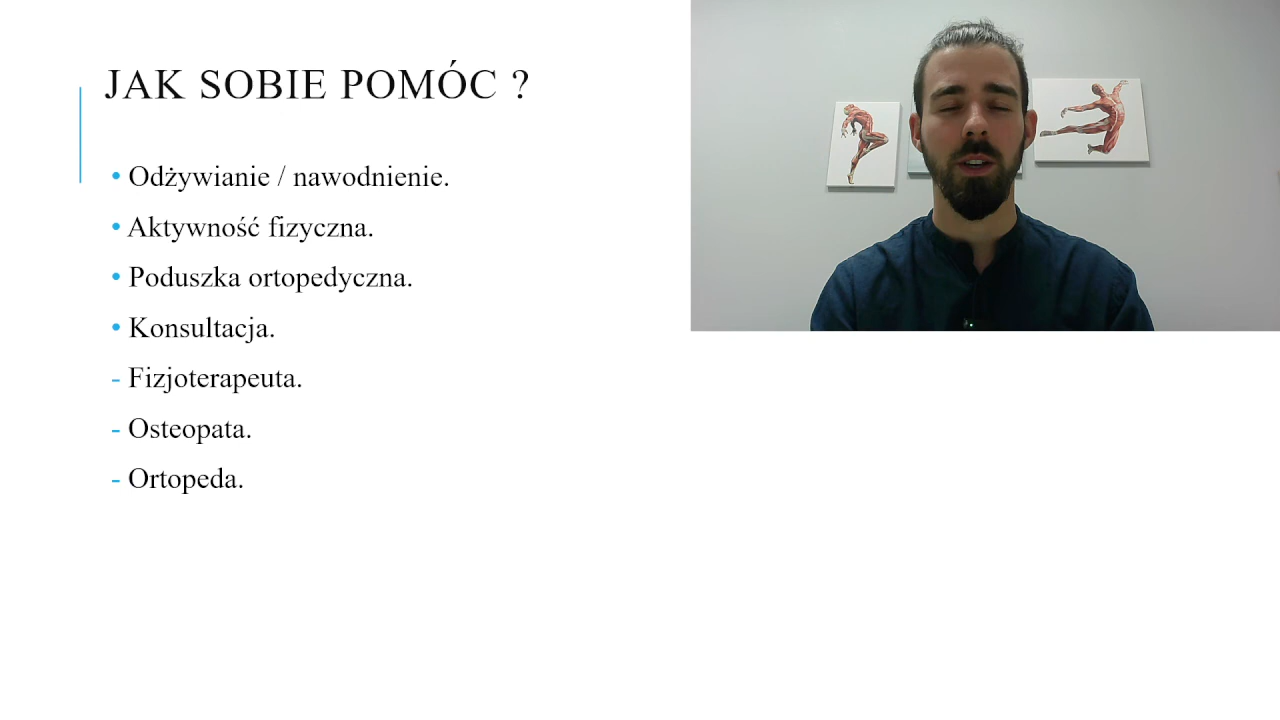 JAK SOBIE POMÓC ?
• Odżywianie / nawodnienie.
• Aktywność fizyczna.
• Poduszka ortopedyczna.
• Konsultacja.
- Fizjoterapeuta.
- Osteopata.
- Ortopeda.